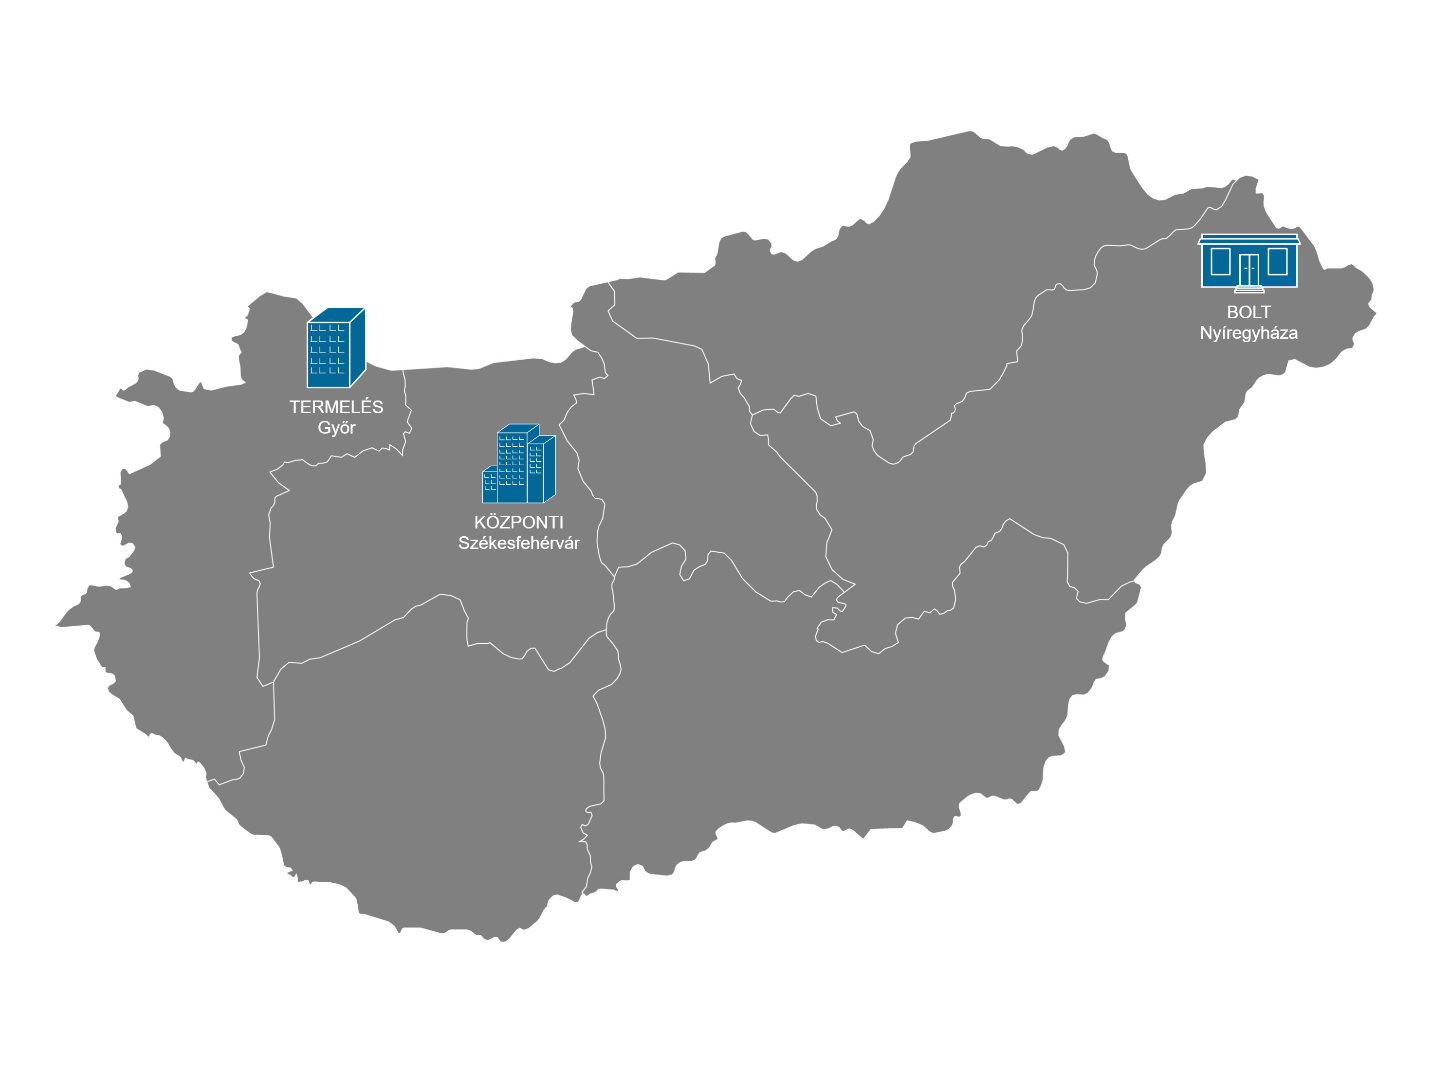 BOLT
Nyíregyháza
TERMELÉS
Győr
KÖZPONTI
Székesfehérvár